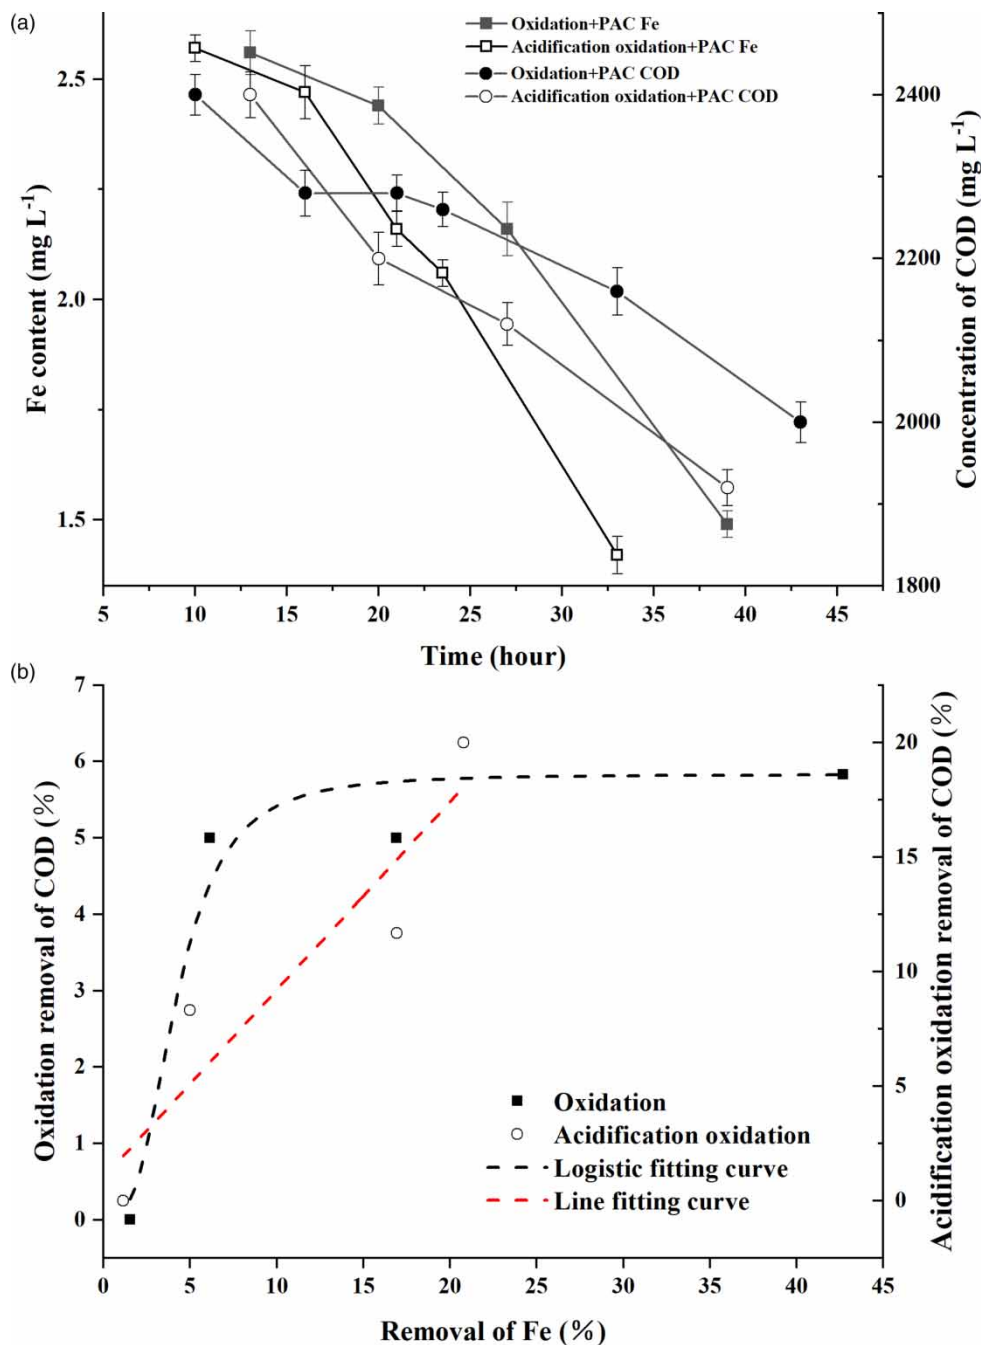 (a)
Oxidation+PAC Fe
Acidification oxidation+PAC Fe
Oxidation+PAC COD
Acidification oxidation+PAC COD
2.5
2.0
1.5
Fe content (mg L⁻¹)
2400
2200
2000
1800
Concentration of COD (mg L⁻¹)
5 10 15 20 25 30 35 40 45
Time (hour)
(b)
7
6
5
4
3
2
1
0
Oxidation removal of COD (%)
20
15
10
5
0
Acidification oxidation removal of COD (%)
Oxidation
Acidification oxidation
Logistic fitting curve
Line fitting curve
0 5 10 15 20 25 30 35 40 45
Removal of Fe (%)